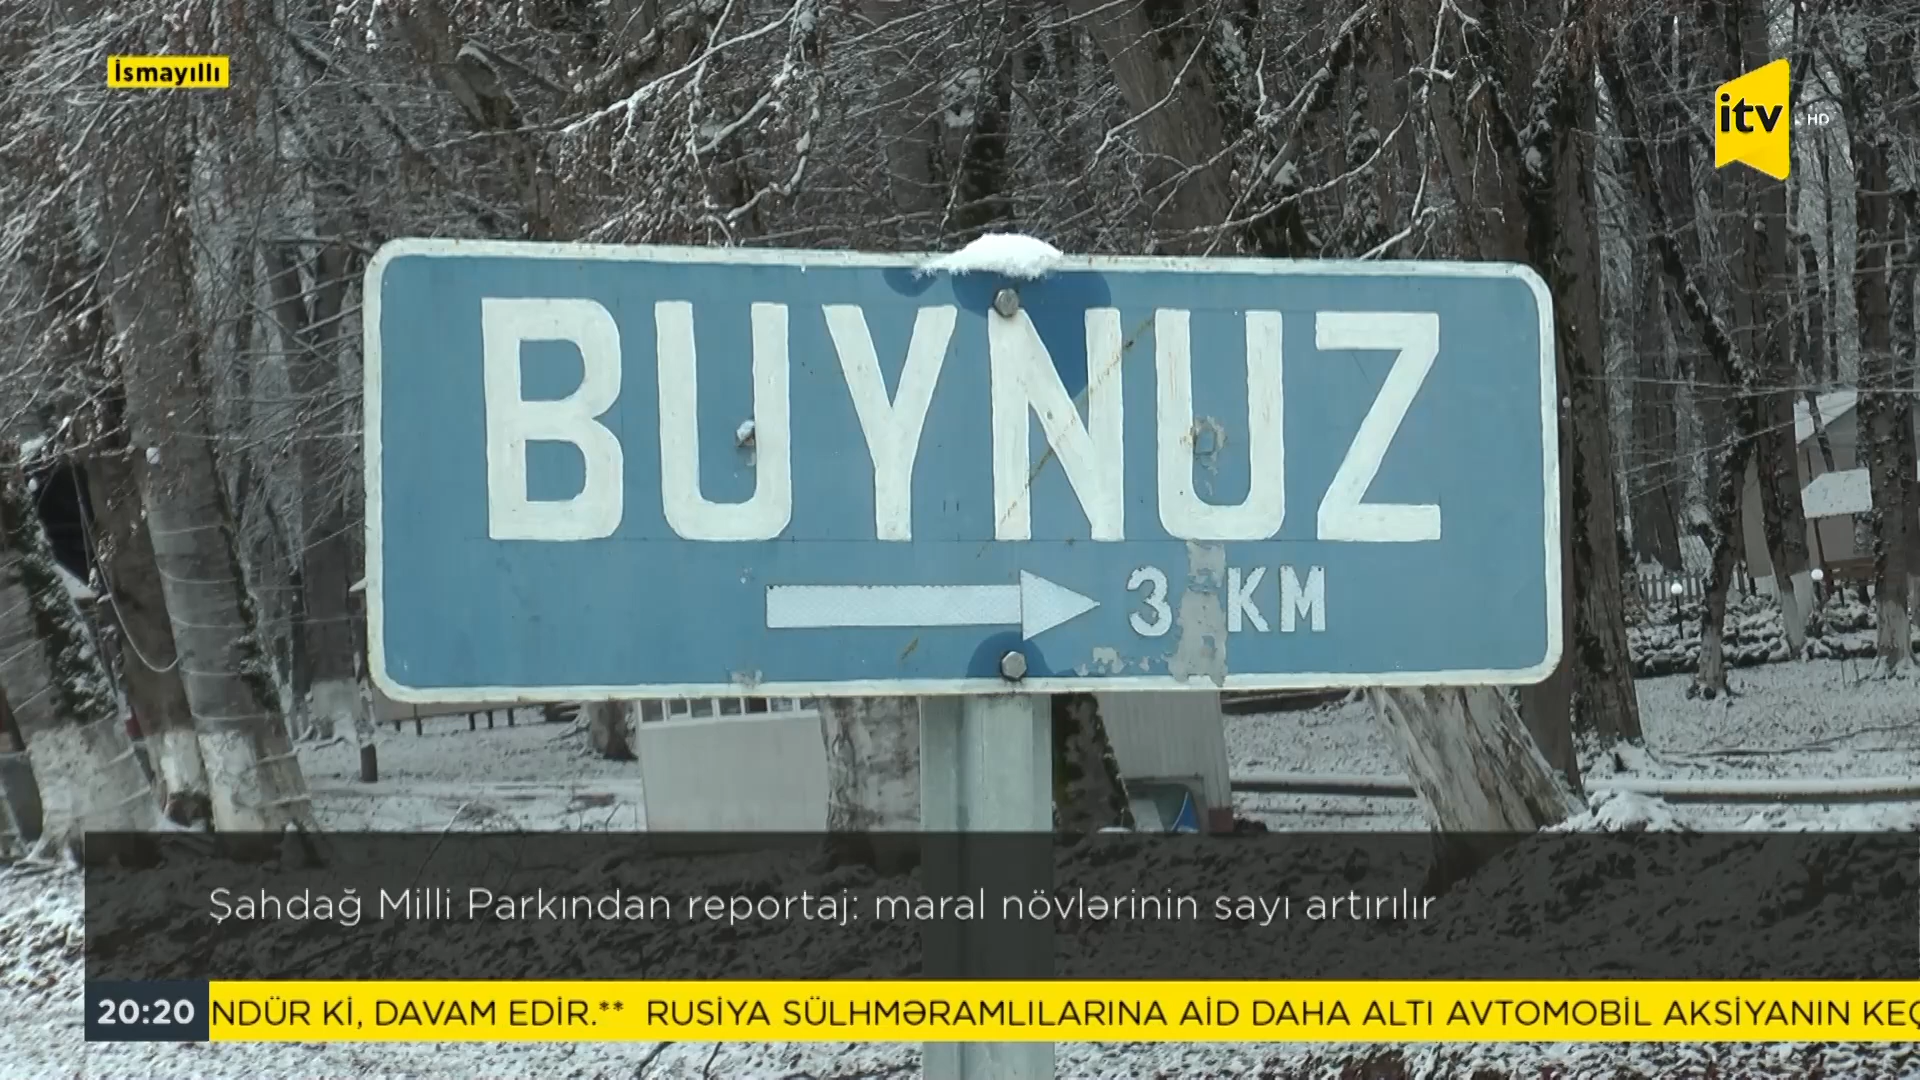 İsmayıllı
itv HD
BUYNUZ
3 KM
Şahdağ Milli Parkından reportaj: maral növlərinin sayı artırılır
20:20 NDÜR Kİ, DAVAM EDİR.** RUSİYA SÜLHMƏRAMLILARINA AİD DAHA ALTI AVTOMOBİL AKSİYANIN KEÇ